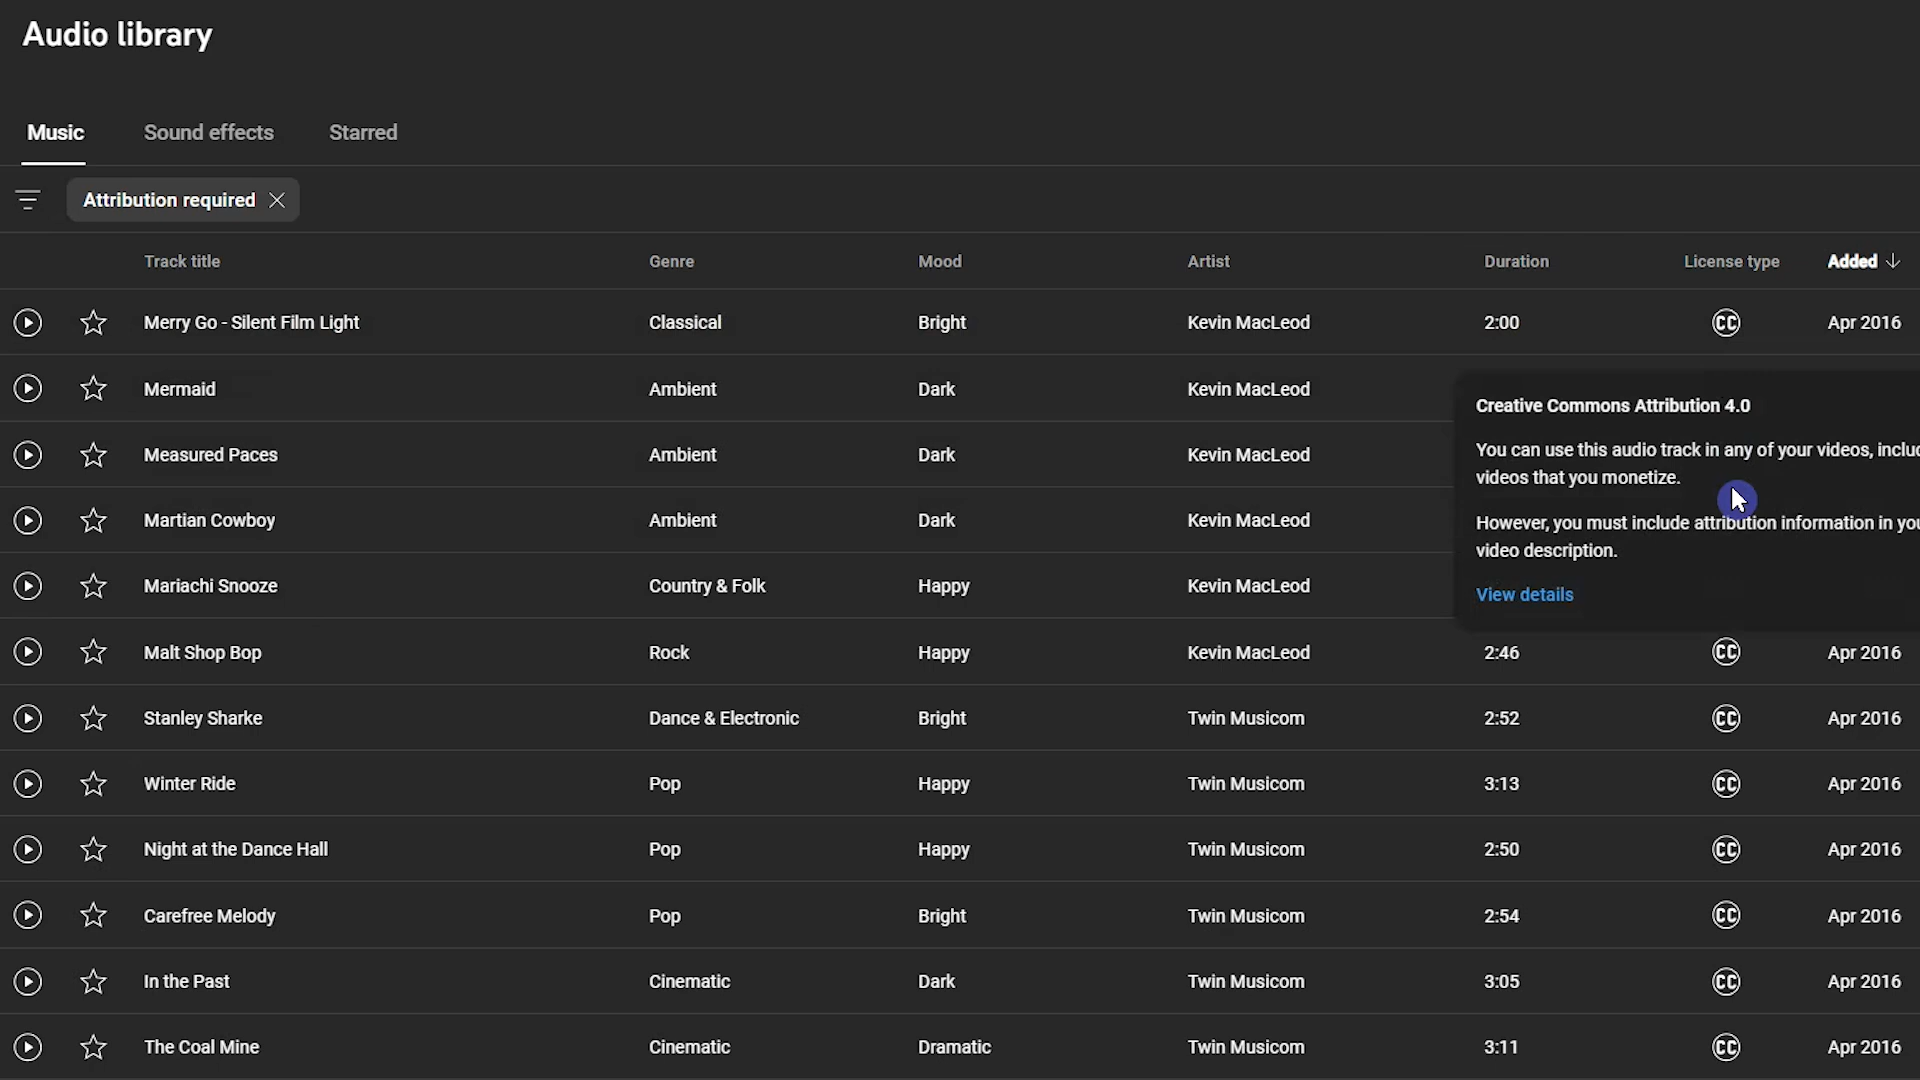 Audio library
Music Sound effects Starred
Attribution required
Track title Genre Mood Artist Duration License type Added
Merry Go - Silent Film Light Classical Bright Kevin MacLeod 2:00 CC Apr 2016
Mermaid Ambient Dark Kevin MacLeod
Creative Commons Attribution 4.0
You can use this audio track in any of your videos,
Measured Paces Ambient Dark Kevin MacLeod
videos that you monetize.
Martian Cowboy Ambient Dark Kevin MacLeod
However, you must include attribution information in
video description.
Mariachi Snooze Country & Folk Happy Kevin MacLeod
View details
Malt Shop Bop Rock Happy Kevin MacLeod 2:46 CC Apr 2016
Stanley Sharke Dance & Electronic Bright Twin Musicom 2:52 CC Apr 2016
Winter Ride Pop Happy Twin Musicom 3:13 CC Apr 2016
Night at the Dance Hall Pop Happy Twin Musicom 2:50 CC Apr 2016
Carefree Melody Pop Bright Twin Musicom 2:54 CC Apr 2016
In the Past Cinematic Dark Twin Musicom 3:05 CC Apr 2016
The Coal Mine Cinematic Dramatic Twin Musicom 3:11 CC Apr 2016